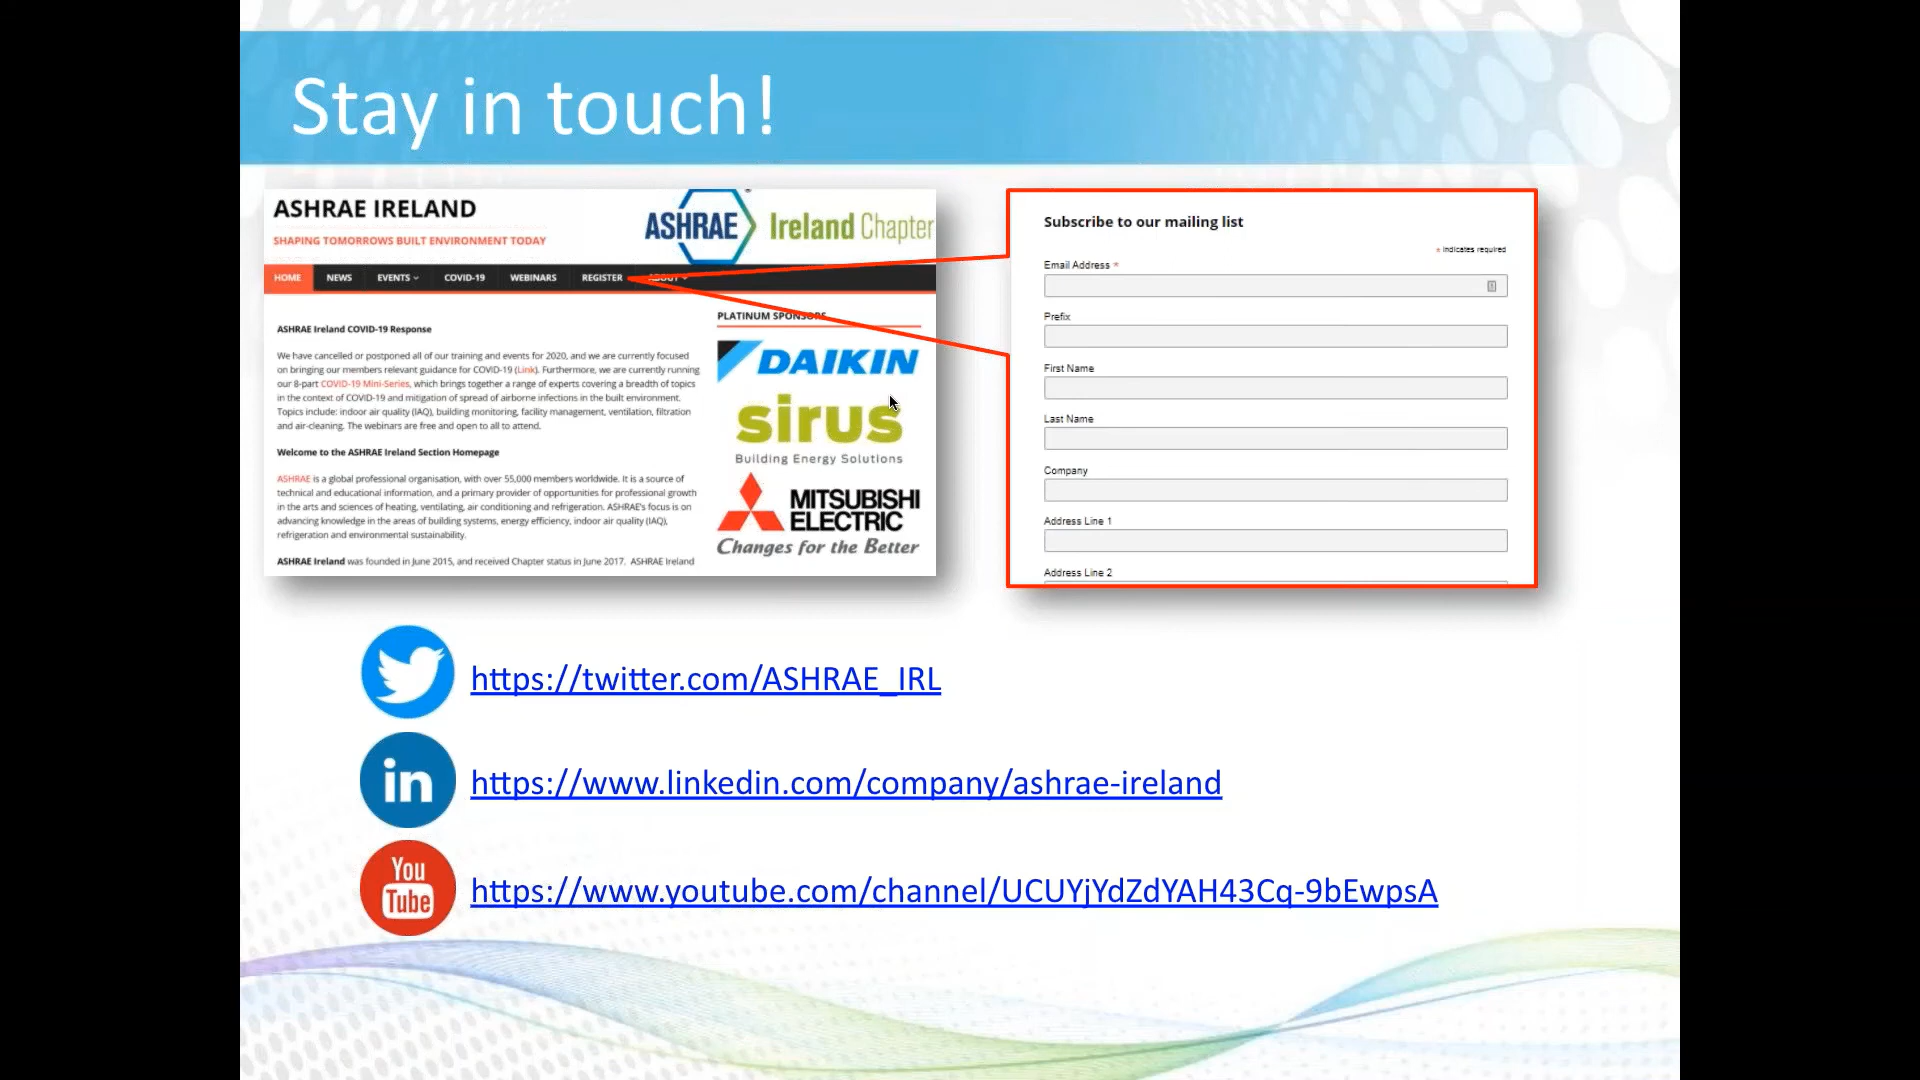 Stay in touch!
ASHRAE IRELAND
SHAPING TOMORROWS BUILT ENVIRONMENT TODAY
ASHRAE Ireland Chapter
HOME NEWS EVENTS COVID-19 WEBINARS REGISTER ABOUT
ASHRAE Ireland COVID-19 Response
We have cancelled or postponed all of our training and events for 2020, and we are currently focused
on bringing our members relevant guidance for COVID-19 (Link). Furthermore, we are currently running
our 8-part COVID-19 Mini-Series, which brings together a range of experts covering a breadth of topics
in the context of COVID-19 and mitigation of spread of airborne infections in the built environment.
Topics include: indoor air quality (IAQ), building monitoring, facility management, ventilation, filtration
and air-cleaning. The webinars are free and open to all to attend.
Welcome to the ASHRAE Ireland Section Homepage
ASHRAE is a global professional organisation, with over 55,000 members worldwide. It is a source of
technical and educational information, and a primary provider of opportunities for professional growth
in the arts and sciences of heating, ventilating, air conditioning and refrigeration. ASHRAE's focus is on
advancing knowledge in the areas of building systems, energy efficiency, indoor air quality (IAQ),
refrigeration and environmental sustainability.
ASHRAE Ireland was founded in June 2015, and received Chapter status in June 2017. ASHRAE Ireland
PLATINUM SPONSORS
DAIKIN
sirus
Building Energy Solutions
MITSUBISHI
ELECTRIC
Changes for the Better
Subscribe to our mailing list
* indicates required
Email Address *
Prefix
First Name
Last Name
Company
Address Line 1
Address Line 2
https://twitter.com/ASHRAE_IRL
in https://www.linkedin.com/company/ashrae-ireland
You
Tube
https://www.youtube.com/channel/UCUYjYdZdYAH43Cq-9bEwpsA